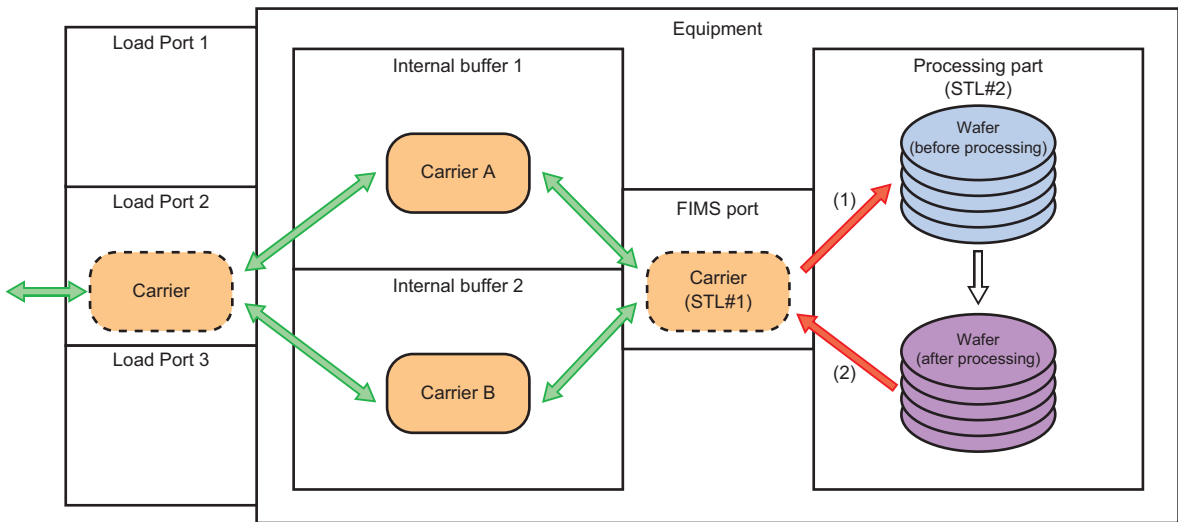 Equipment
Load Port 1
Internal buffer 1
Processing part
(STL#2)
Wafer
(before processing)
Carrier A
Load Port 2
FIMS port
(1)
Carrier
Carrier
(STL#1)
Internal buffer 2
Load Port 3
Wafer
(after processing)
(2)
Carrier B